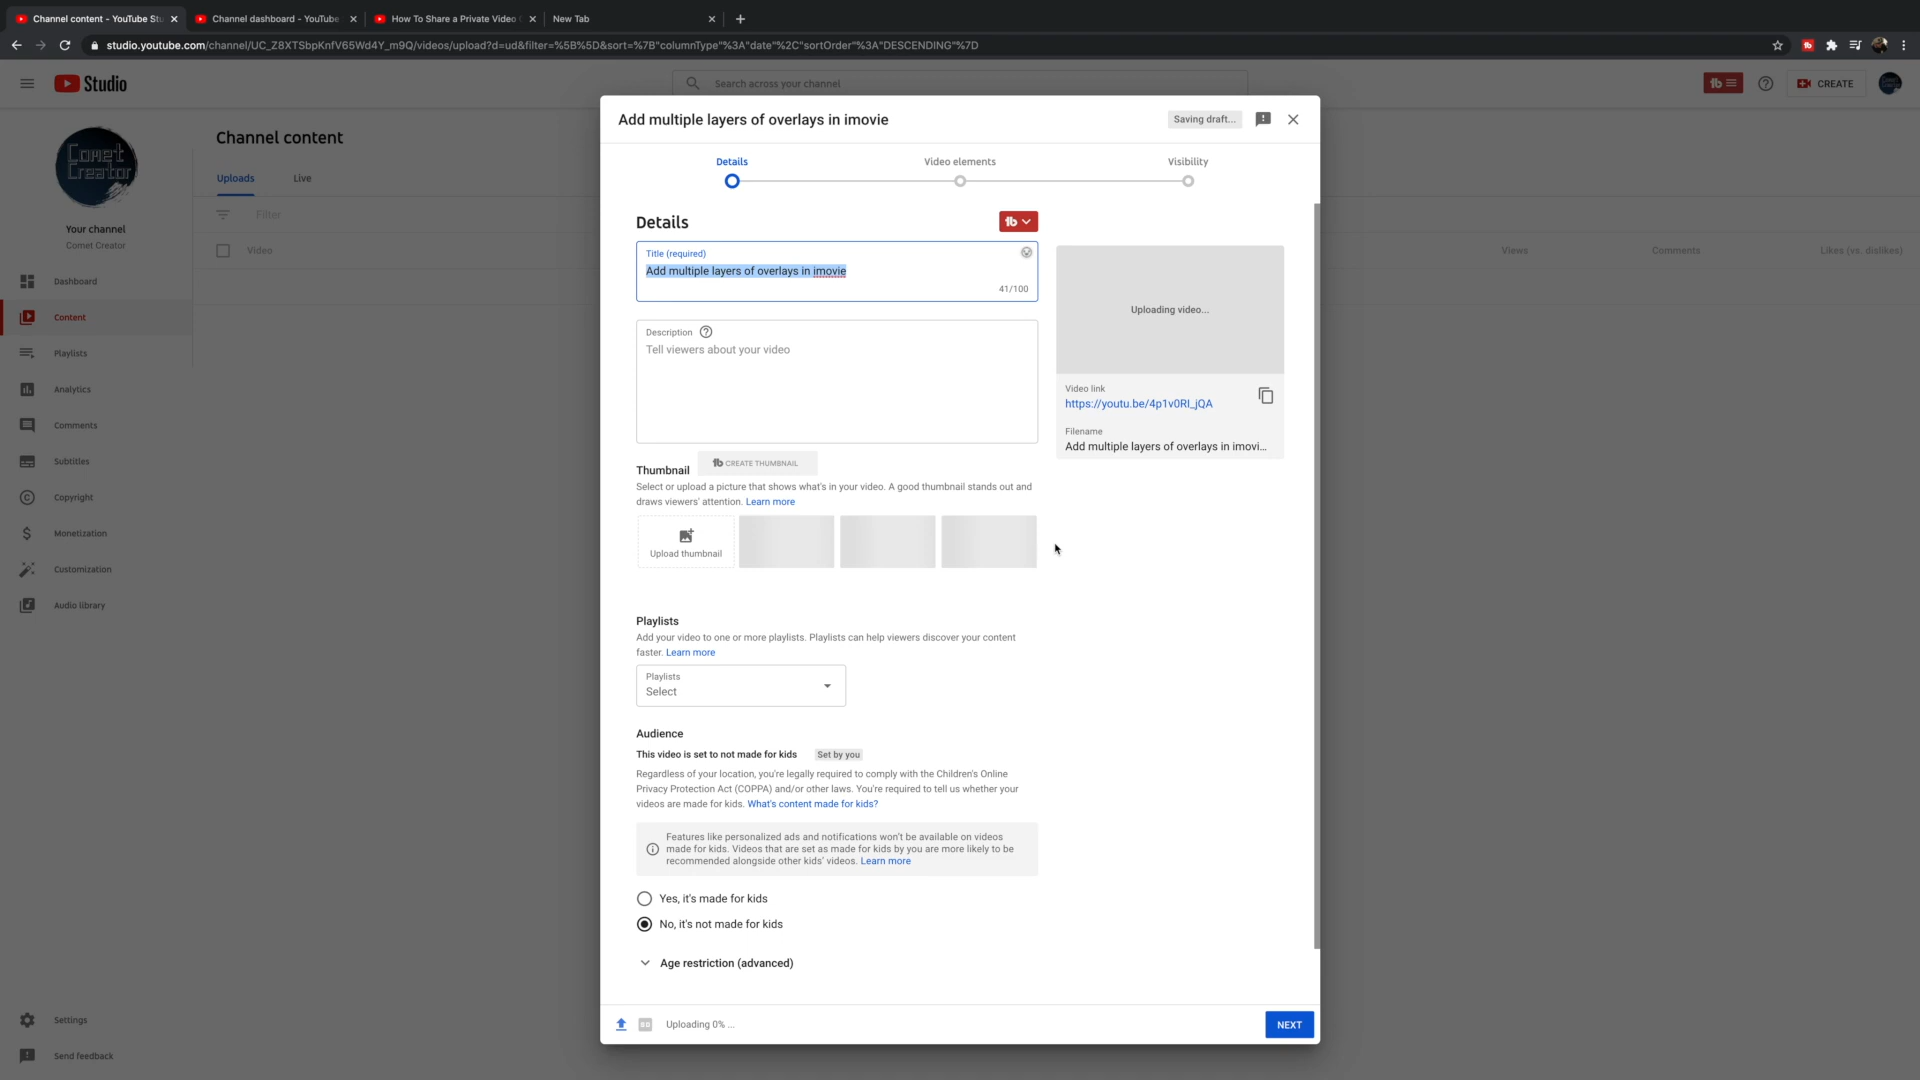 Channel content - YouTube Stu
Channel dashboard - YouTube
How To Share a Private Video
New Tab
studio.youtube.com/channel/UC_Z8XTSbpKnfV65Wd4Y_m9Q/videos/upload?d=ud&filter=%5B%5D&sort=%7B"columnType"%3A"date"%2C"sortOrder"%3A"DESCENDING"%7D
Studio
Search across your channel
CREATE
Comet Creator
Your channel
Comet Creator
Dashboard
Content
Playlists
Analytics
Comments
Subtitles
Copyright
Monetization
Customization
Audio library
Settings
Send feedback
Channel content
Uploads
Live
Filter
Video
Views
Comments
Likes (vs. dislikes)
Add multiple layers of overlays in imovie
Saving draft...
Details
Video elements
Visibility
Details
Title (required)
Add multiple layers of overlays in imovie
41/100
Description
Tell viewers about your video
Uploading video...
Video link
https://youtu.be/4p1v0RI_jQA
Filename
Add multiple layers of overlays in imovi...
Thumbnail
CREATE THUMBNAIL
Select or upload a picture that shows what's in your video. A good thumbnail stands out and
draws viewers' attention. Learn more
Upload thumbnail
Playlists
Add your video to one or more playlists. Playlists can help viewers discover your content
faster. Learn more
Playlists
Select
Audience
This video is set to not made for kids
Set by you
Regardless of your location, you're legally required to comply with the Children's Online
Privacy Protection Act (COPPA) and/or other laws. You're required to tell us whether your
videos are made for kids. What's content made for kids?
Features like personalized ads and notifications won't be available on videos
made for kids. Videos that are set as made for kids by you are more likely to be
recommended alongside other kids' videos. Learn more
Yes, it's made for kids
No, it's not made for kids
Age restriction (advanced)
Uploading 0% ...
NEXT